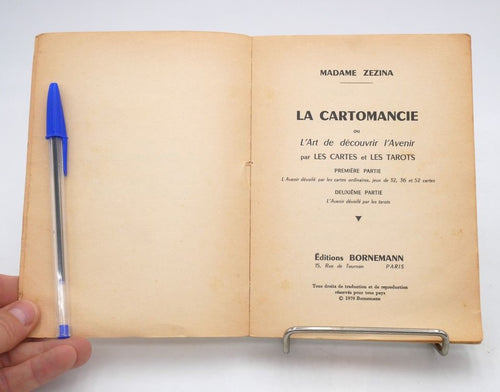 MADAME ZEZINA
LA CARTOMANCIE
ou
L'Art de découvrir l'Avenir
par LES CARTES et LES TAROTS
PREMIÈRE PARTIE
L'Avenir dévoilé par les cartes ordinaires, jeux de 32, 36 et 52 cartes
DEUXIÈME PARTIE
L'Avenir dévoilé par les tarots
Éditions BORNEMANN
15, Rue de Tournon PARIS
Tous droits de traduction et de reproduction
réservés pour tous pays
© 1979 Bornemann